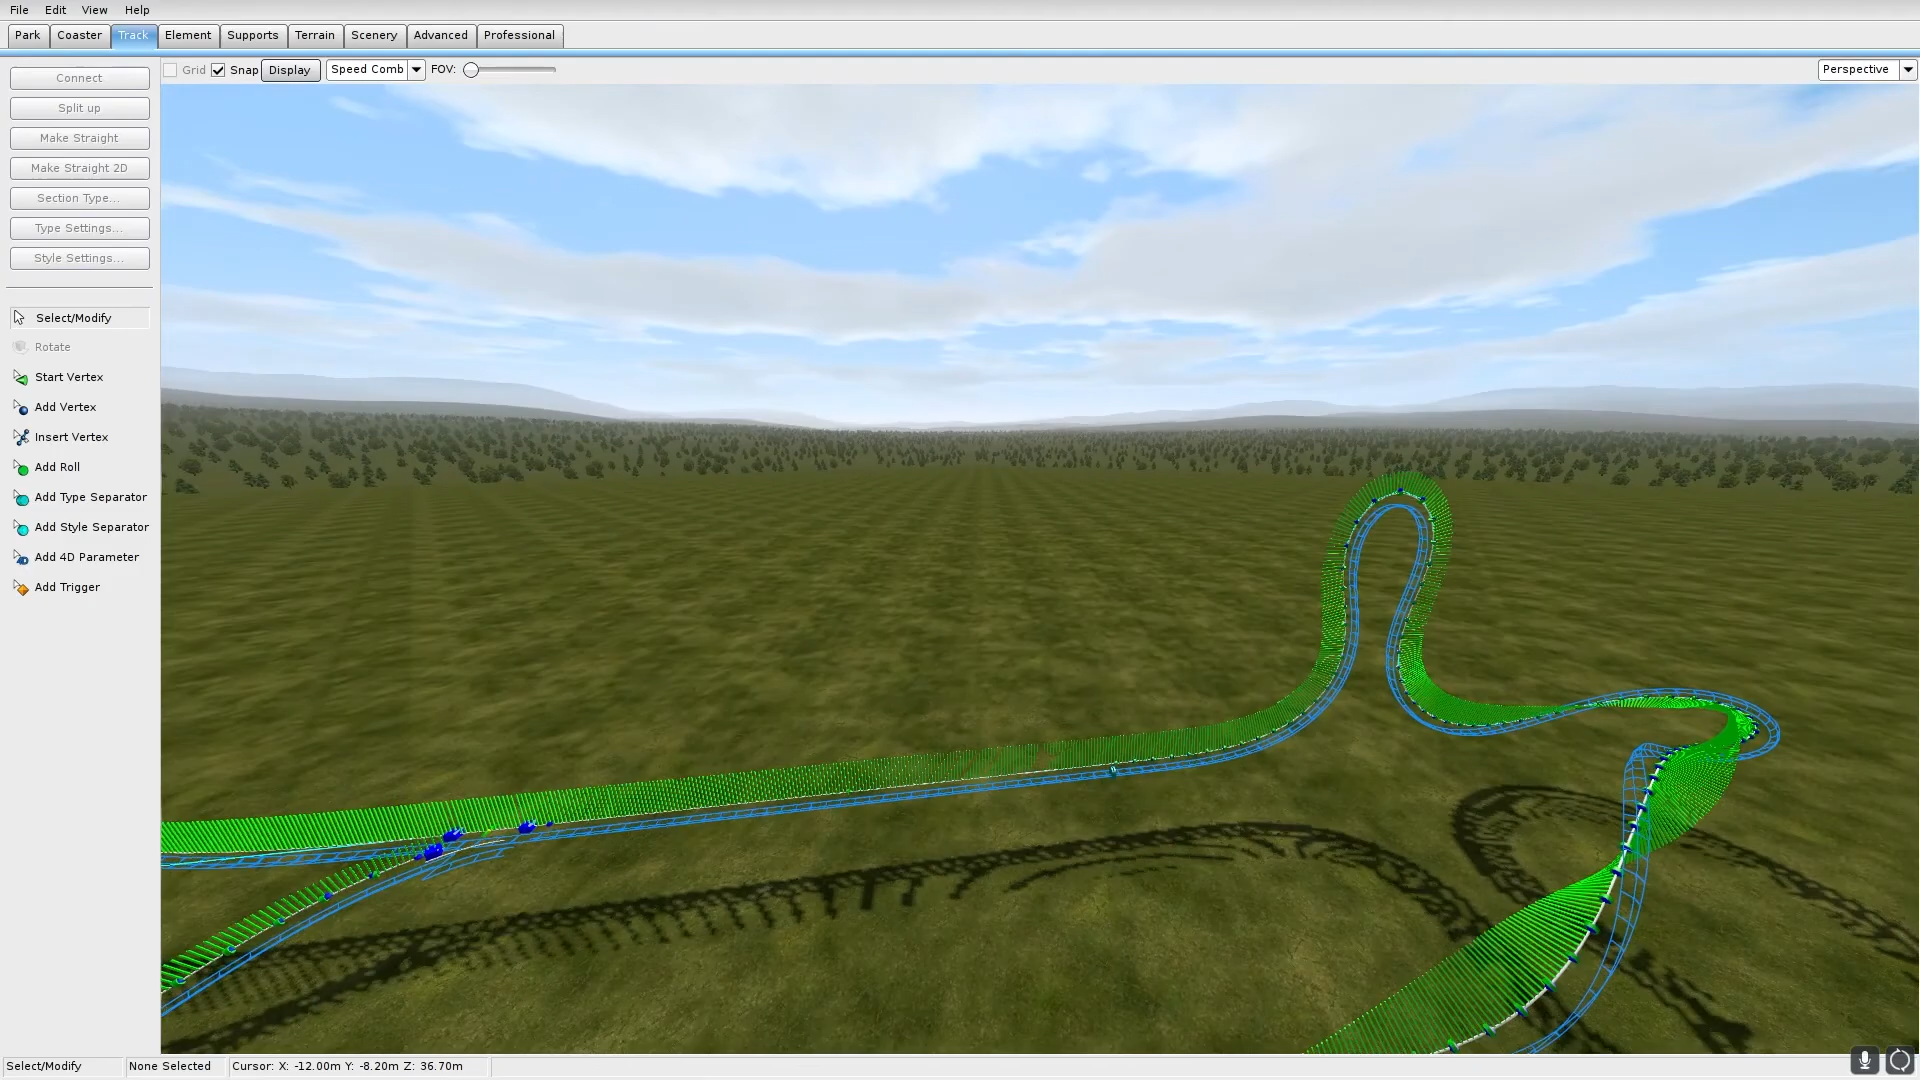 File Edit View Help
Park Coaster Track Element Supports Terrain Scenery Advanced Professional
Grid Snap Display Speed Comb FOV: Perspective
Connect
Split up
Make Straight
Make Straight 2D
Section Type...
Type Settings...
Style Settings...
Select/Modify
Rotate
Start Vertex
Add Vertex
Insert Vertex
Add Roll
Add Type Separator
Add Style Separator
Add 4D Parameter
Add Trigger
Select/Modify None Selected Cursor: X: -12.00m Y: -8.20m Z: 36.70m